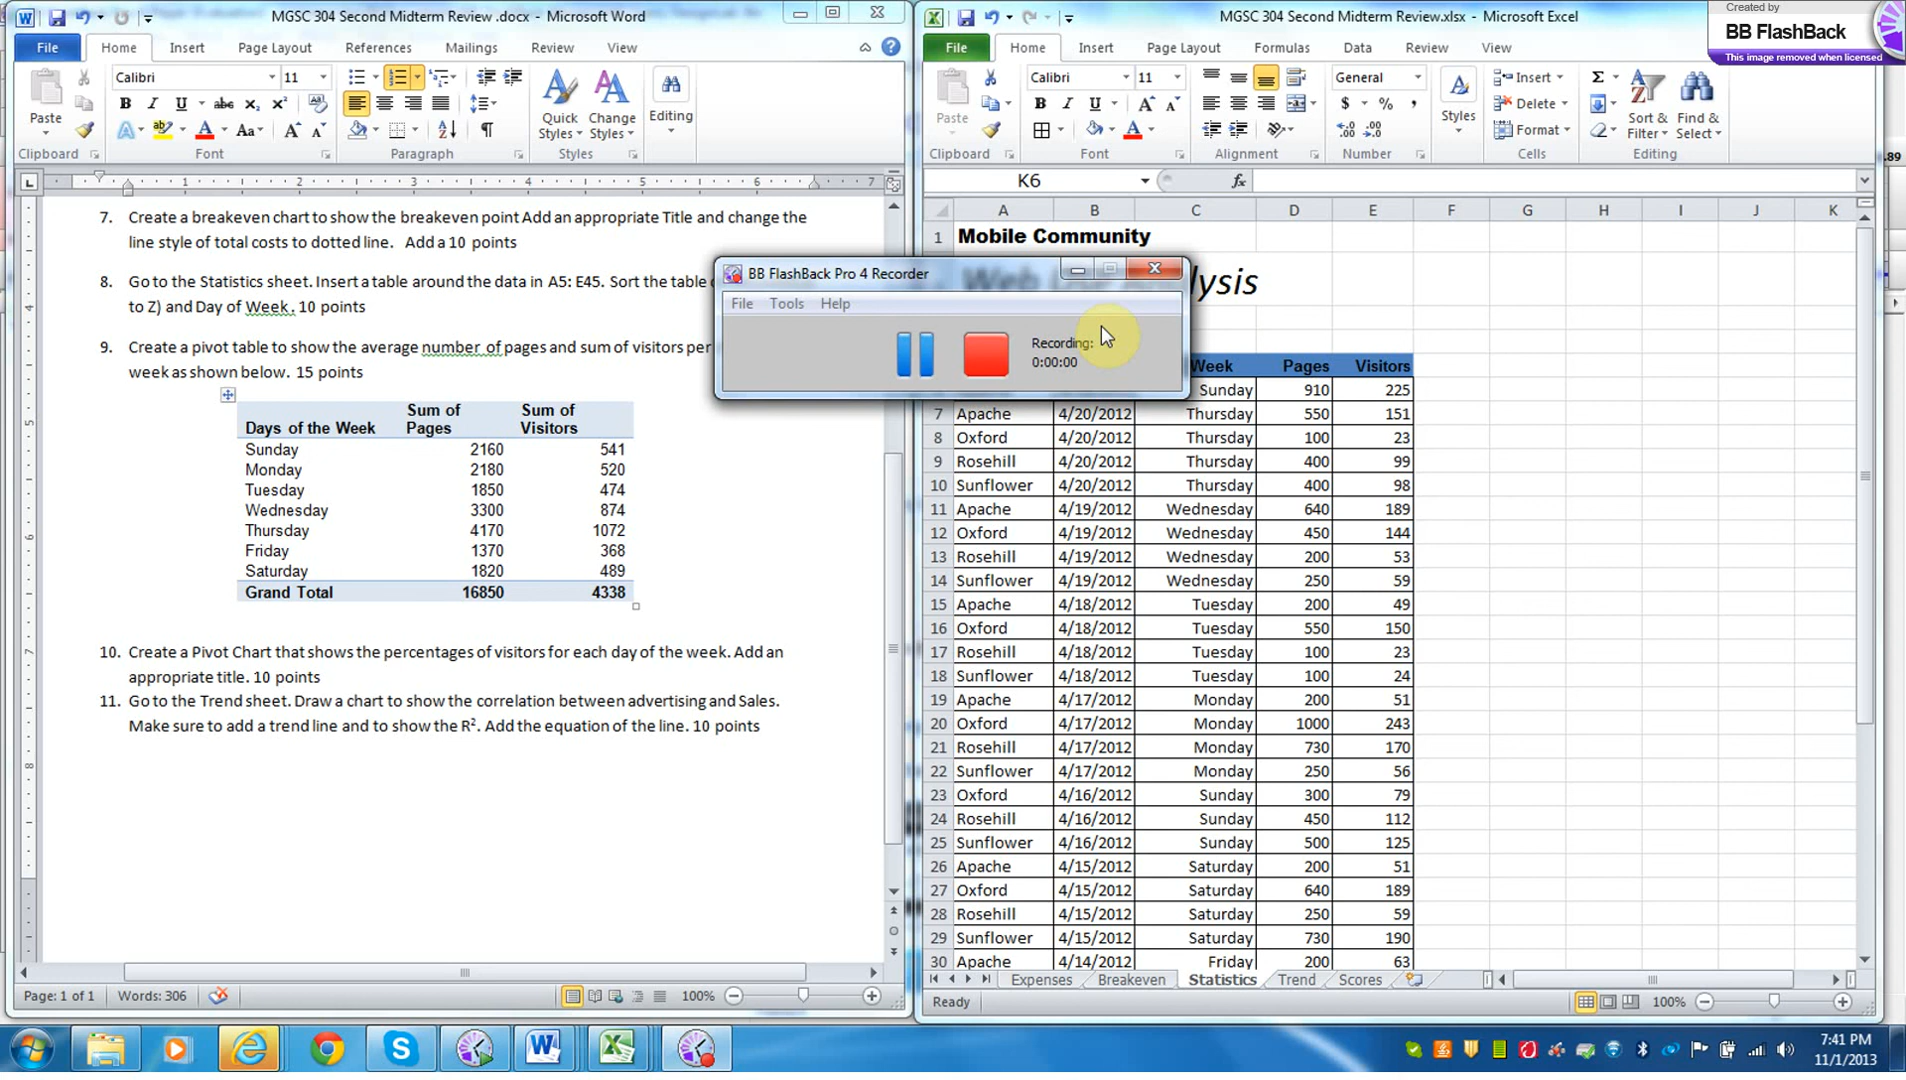 MGSC 304 Second Midterm Review .docx - Microsoft Word
File Home Insert Page Layout References Mailings Review View
Calibri 11
Paste
Quick Styles
Change Styles
Editing
Clipboard Font Paragraph Styles
1 2 3 4 5 6 7
7. Create a breakeven chart to show the breakeven point Add an appropriate Title and change the
line style of total costs to dotted line. Add a 10 points
8. Go to the Statistics sheet. Insert a table around the data in A5: E45. Sort the table
to Z) and Day of Week. 10 points
9. Create a pivot table to show the average number of pages and sum of visitors per
week as shown below. 15 points
Days of the Week Sum of Pages Sum of Visitors
Sunday 2160 541
Monday 2180 520
Tuesday 1850 474
Wednesday 3300 874
Thursday 4170 1072
Friday 1370 368
Saturday 1820 489
Grand Total 16850 4338
10. Create a Pivot Chart that shows the percentages of visitors for each day of the week. Add an
appropriate title. 10 points
11. Go to the Trend sheet. Draw a chart to show the correlation between advertising and Sales.
Make sure to add a trend line and to show the R². Add the equation of the line. 10 points
Page: 1 of 1 Words: 306 100%
BB FlashBack Pro 4 Recorder
File Tools Help
Recording:
0:00:00
MGSC 304 Second Midterm Review.xlsx - Microsoft Excel
Created by
BB FlashBack
This image removed when licensed
File Home Insert Page Layout Formulas Data Review View
Calibri 11 General
Paste
Styles
Insert
Delete
Format
Sort & Filter
Find & Select
Clipboard Font Alignment Number Cells Editing
.89
K6 fx
A B C D E F G H I J K
1 Mobile Community
Web Use Analysis
Week Pages Visitors
Sunday 910 225
7 Apache 4/20/2012 Thursday 550 151
8 Oxford 4/20/2012 Thursday 100 23
9 Rosehill 4/20/2012 Thursday 400 99
10 Sunflower 4/20/2012 Thursday 400 98
11 Apache 4/19/2012 Wednesday 640 189
12 Oxford 4/19/2012 Wednesday 450 144
13 Rosehill 4/19/2012 Wednesday 200 53
14 Sunflower 4/19/2012 Wednesday 250 59
15 Apache 4/18/2012 Tuesday 200 49
16 Oxford 4/18/2012 Tuesday 550 150
17 Rosehill 4/18/2012 Tuesday 100 23
18 Sunflower 4/18/2012 Tuesday 100 24
19 Apache 4/17/2012 Monday 200 51
20 Oxford 4/17/2012 Monday 1000 243
21 Rosehill 4/17/2012 Monday 730 170
22 Sunflower 4/17/2012 Monday 250 56
23 Oxford 4/16/2012 Sunday 300 79
24 Rosehill 4/16/2012 Sunday 450 112
25 Sunflower 4/16/2012 Sunday 500 125
26 Apache 4/15/2012 Saturday 200 51
27 Oxford 4/15/2012 Saturday 640 189
28 Rosehill 4/15/2012 Saturday 250 59
29 Sunflower 4/15/2012 Saturday 730 190
30 Apache 4/14/2012 Friday 200 63
Expenses Breakeven Statistics Trend Scores
Ready 100%
7:41 PM
11/1/2013